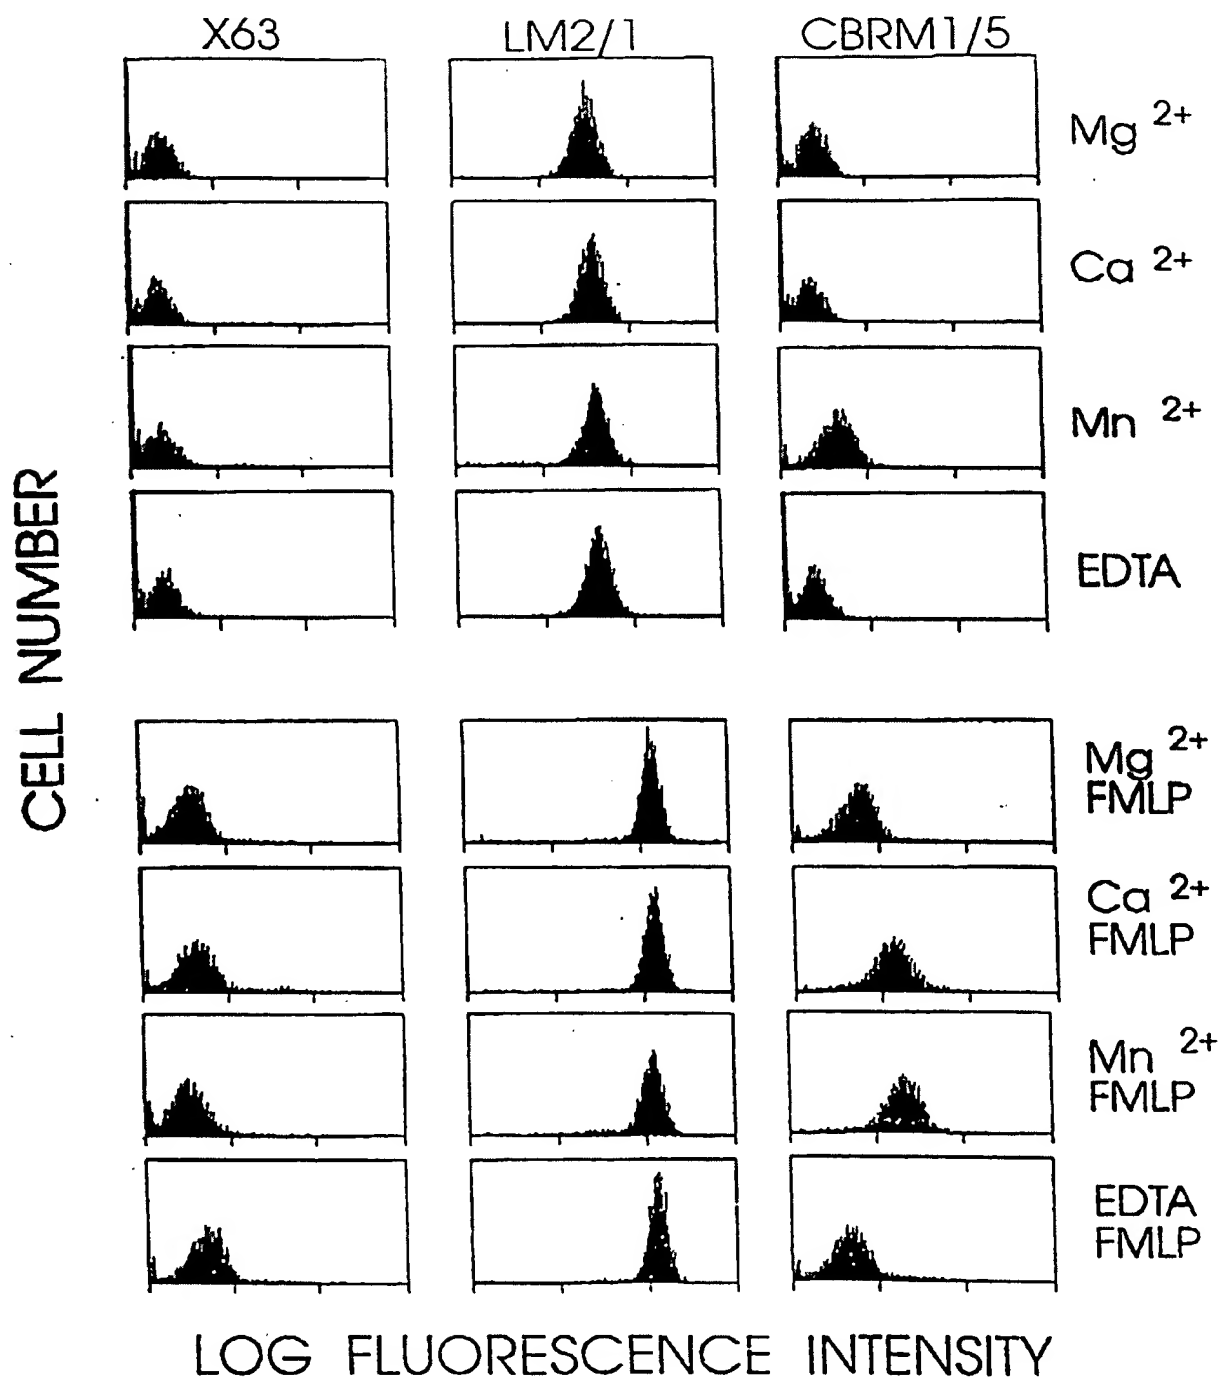 X63 LM2/1 CBRM1/5
Mg 2+
Ca 2+
Mn 2+
EDTA
CELL NUMBER
Mg 2+
FMLP
Ca 2+
FMLP
Mn 2+
FMLP
EDTA
FMLP
LOG FLUORESCENCE INTENSITY